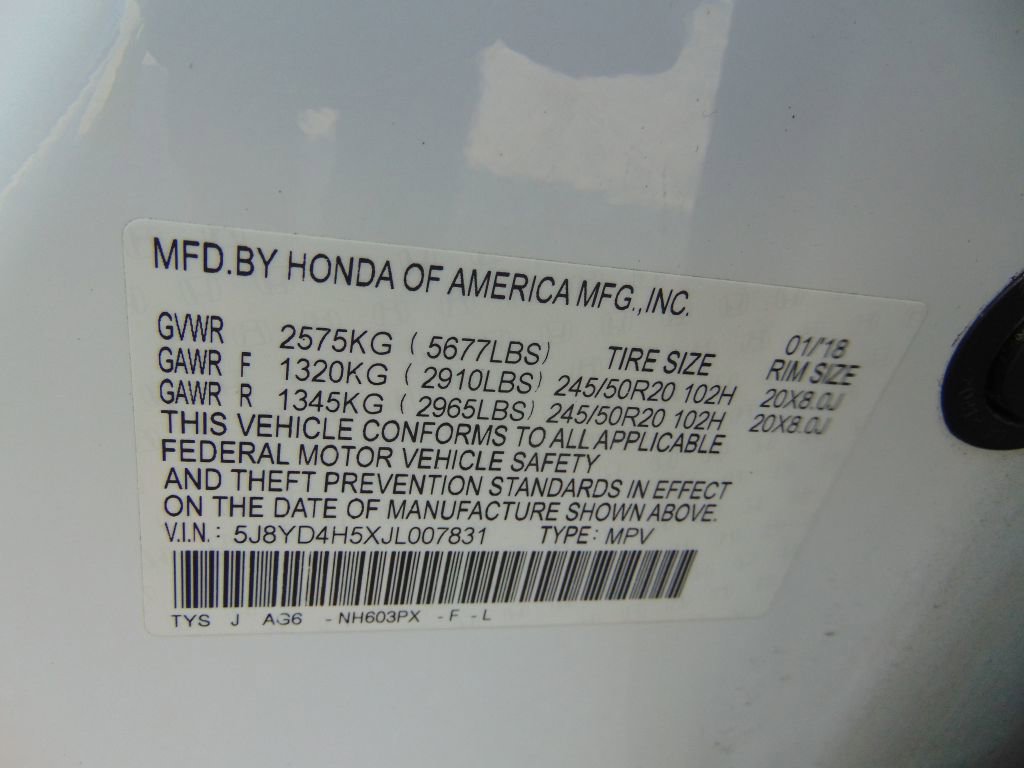 MFD.BY HONDA OF AMERICA MFG.,INC.
01/'18
GVWR 2575KG ( 5677LBS) TIRE SIZE RIM SIZE
GAWR F 1320KG ( 2910LBS) 245/50R20 102H 20X8.0J
GAWR R 1345KG ( 2965LBS) 245/50R20 102H 20X8.0J
THIS VEHICLE CONFORMS TO ALL APPLICABLE
FEDERAL MOTOR VEHICLE SAFETY
AND THEFT PREVENTION STANDARDS IN EFFECT
ON THE DATE OF MANUFACTURE SHOWN ABOVE.
V.I.N.: 5J8YD4H5XJL007831 TYPE: MPV
TYS J AG6 -NH603PX -F -L